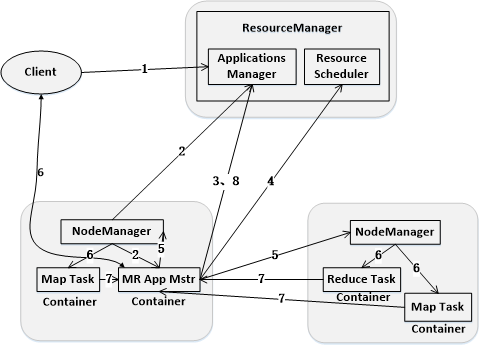 ResourceManager
Applications
Manager
Resource
Scheduler
Client
1
2
6
3、8
4
NodeManager
6
2
5
Map Task
7
MR App Mstr
Container
Container
5
7
7
NodeManager
6
6
Reduce Task
Container
Map Task
Container